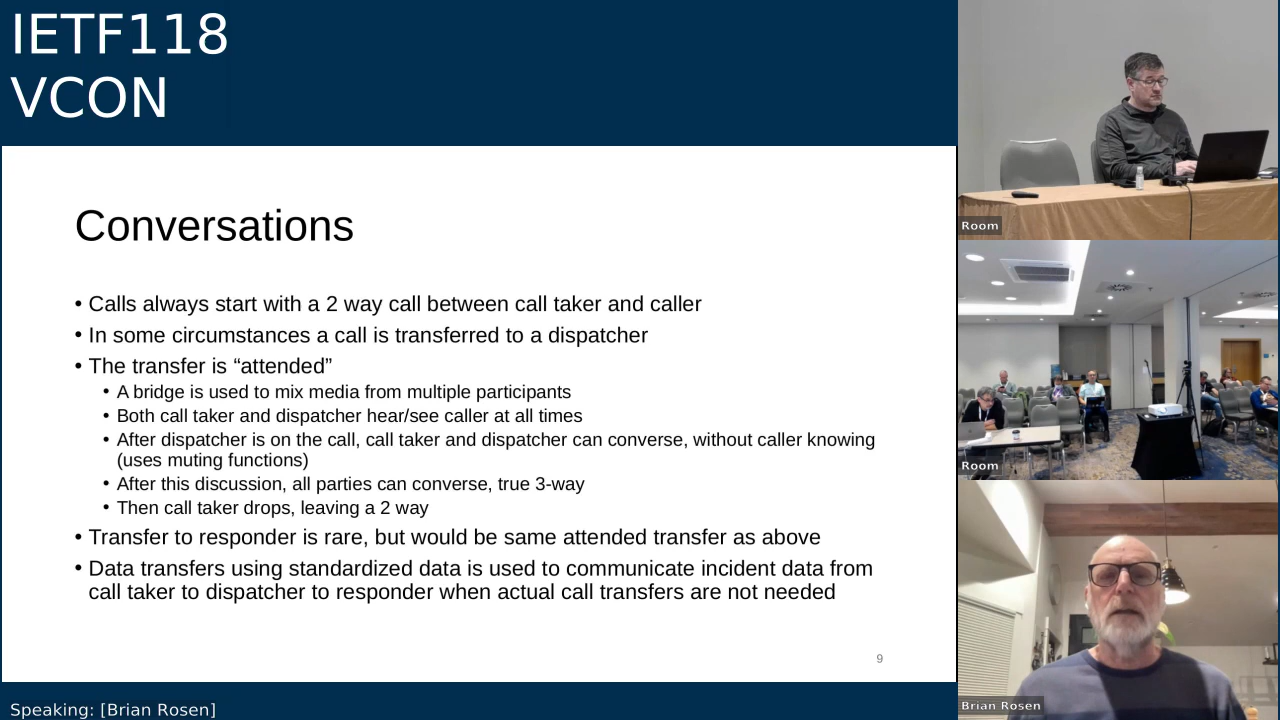 IETF118
VCON
Conversations
• Calls always start with a 2 way call between call taker and caller
• In some circumstances a call is transferred to a dispatcher
• The transfer is “attended”
• A bridge is used to mix media from multiple participants
• Both call taker and dispatcher hear/see caller at all times
• After dispatcher is on the call, call taker and dispatcher can converse, without caller knowing
(uses muting functions)
• After this discussion, all parties can converse, true 3-way
• Then call taker drops, leaving a 2 way
• Transfer to responder is rare, but would be same attended transfer as above
• Data transfers using standardized data is used to communicate incident data from
call taker to dispatcher to responder when actual call transfers are not needed
9
Speaking: [Brian Rosen]
Room
Room
Brian Rosen